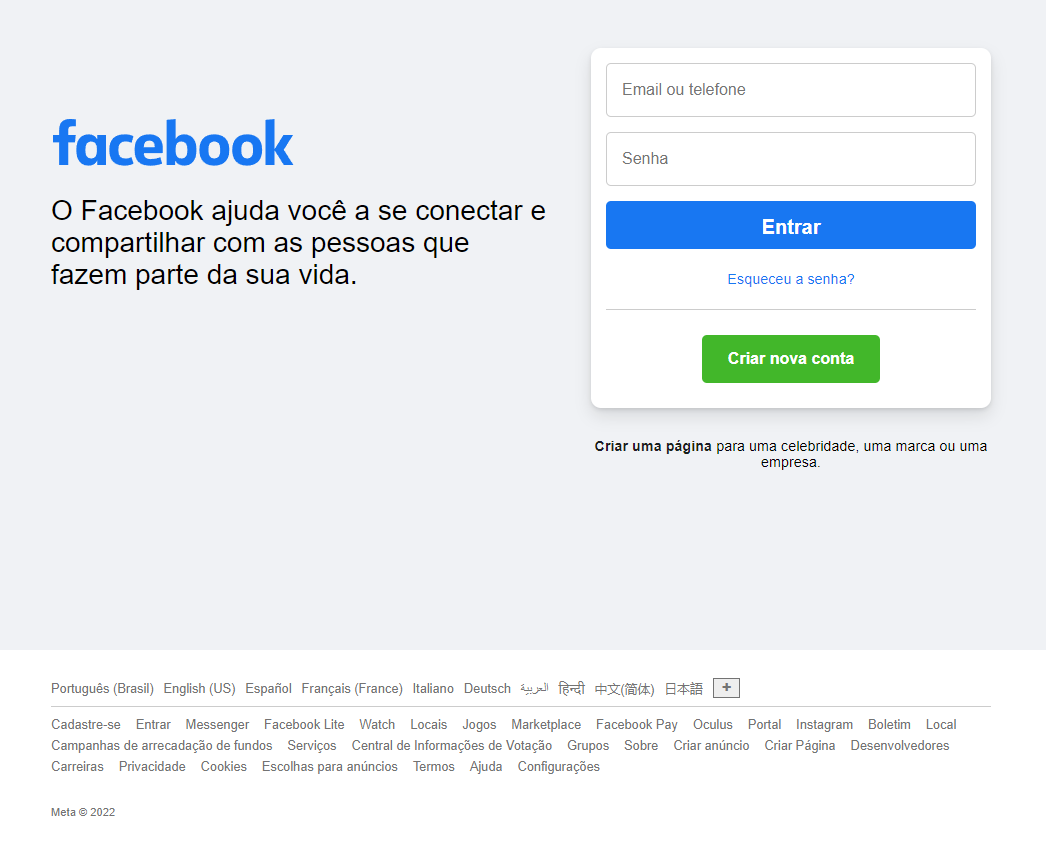 facebook
O Facebook ajuda você a se conectar e
compartilhar com as pessoas que
fazem parte da sua vida.
Email ou telefone
Senha
Entrar
Esqueceu a senha?
Criar nova conta
Criar uma página para uma celebridade, uma marca ou uma
empresa.
Português (Brasil) English (US) Español Français (France) Italiano Deutsch العربية हिन्दी 中文(简体) 日本語 +
Cadastre-se Entrar Messenger Facebook Lite Watch Locais Jogos Marketplace Facebook Pay Oculus Portal Instagram Boletim Local
Campanhas de arrecadação de fundos Serviços Central de Informações de Votação Grupos Sobre Criar anúncio Criar Página Desenvolvedores
Carreiras Privacidade Cookies Escolhas para anúncios Termos Ajuda Configurações
Meta © 2022